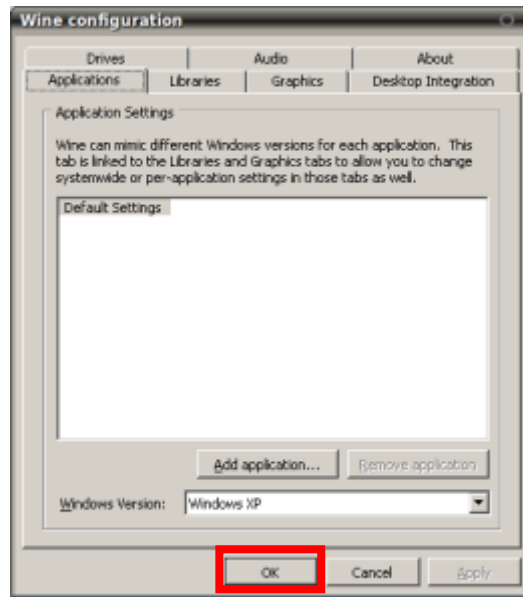 Wine configuration
Drives Audio About
Applications Libraries Graphics Desktop Integration
Application Settings
Wine can mimic different Windows versions for each application. This
tab is linked to the Libraries and Graphics tabs to allow you to change
systemwide or per-application settings in those tabs as well.
Default Settings
Add application... Remove application
Windows Version: Windows XP
OK Cancel Apply